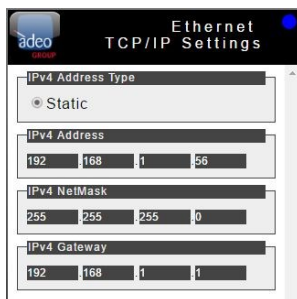 adeo
GROUP
Ethernet
TCP/IP Settings
IPv4 Address Type
Static
IPv4 Address
192 .168 .1 .56
IPv4 NetMask
255 .255 .255 .0
IPv4 Gateway
192 .168 .1 .1